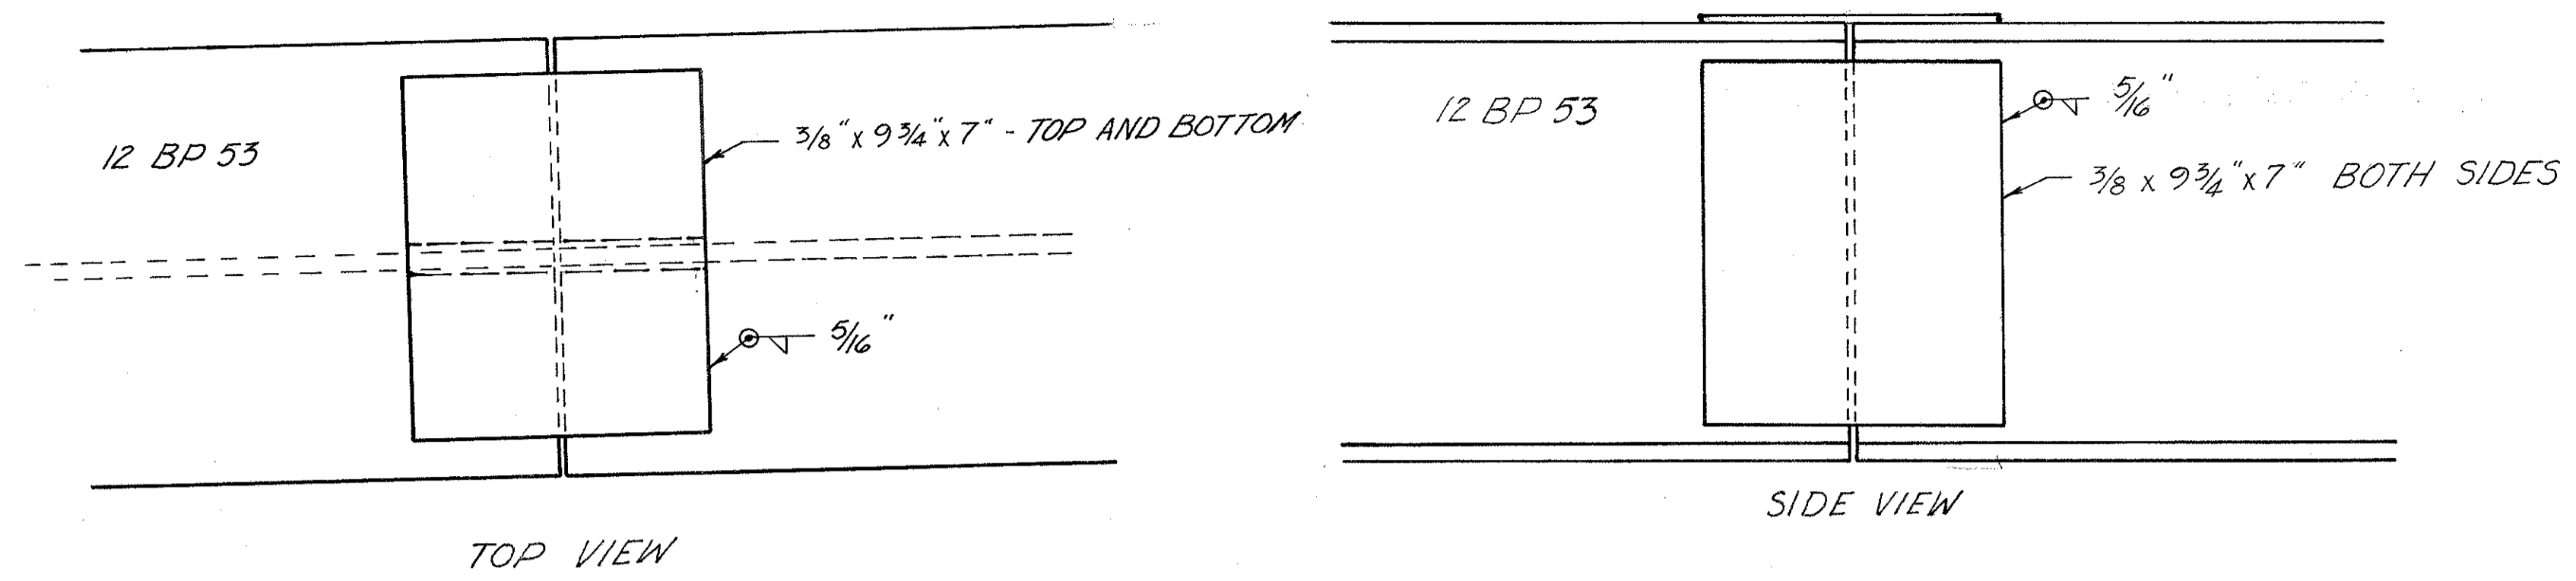 12 BP 53
3/8" x 9 3/4" x 7" - TOP AND BOTTOM
5/16"
TOP VIEW
12 BP 53
5/16"
3/8 x 9 3/4" x 7" BOTH SIDES
SIDE VIEW